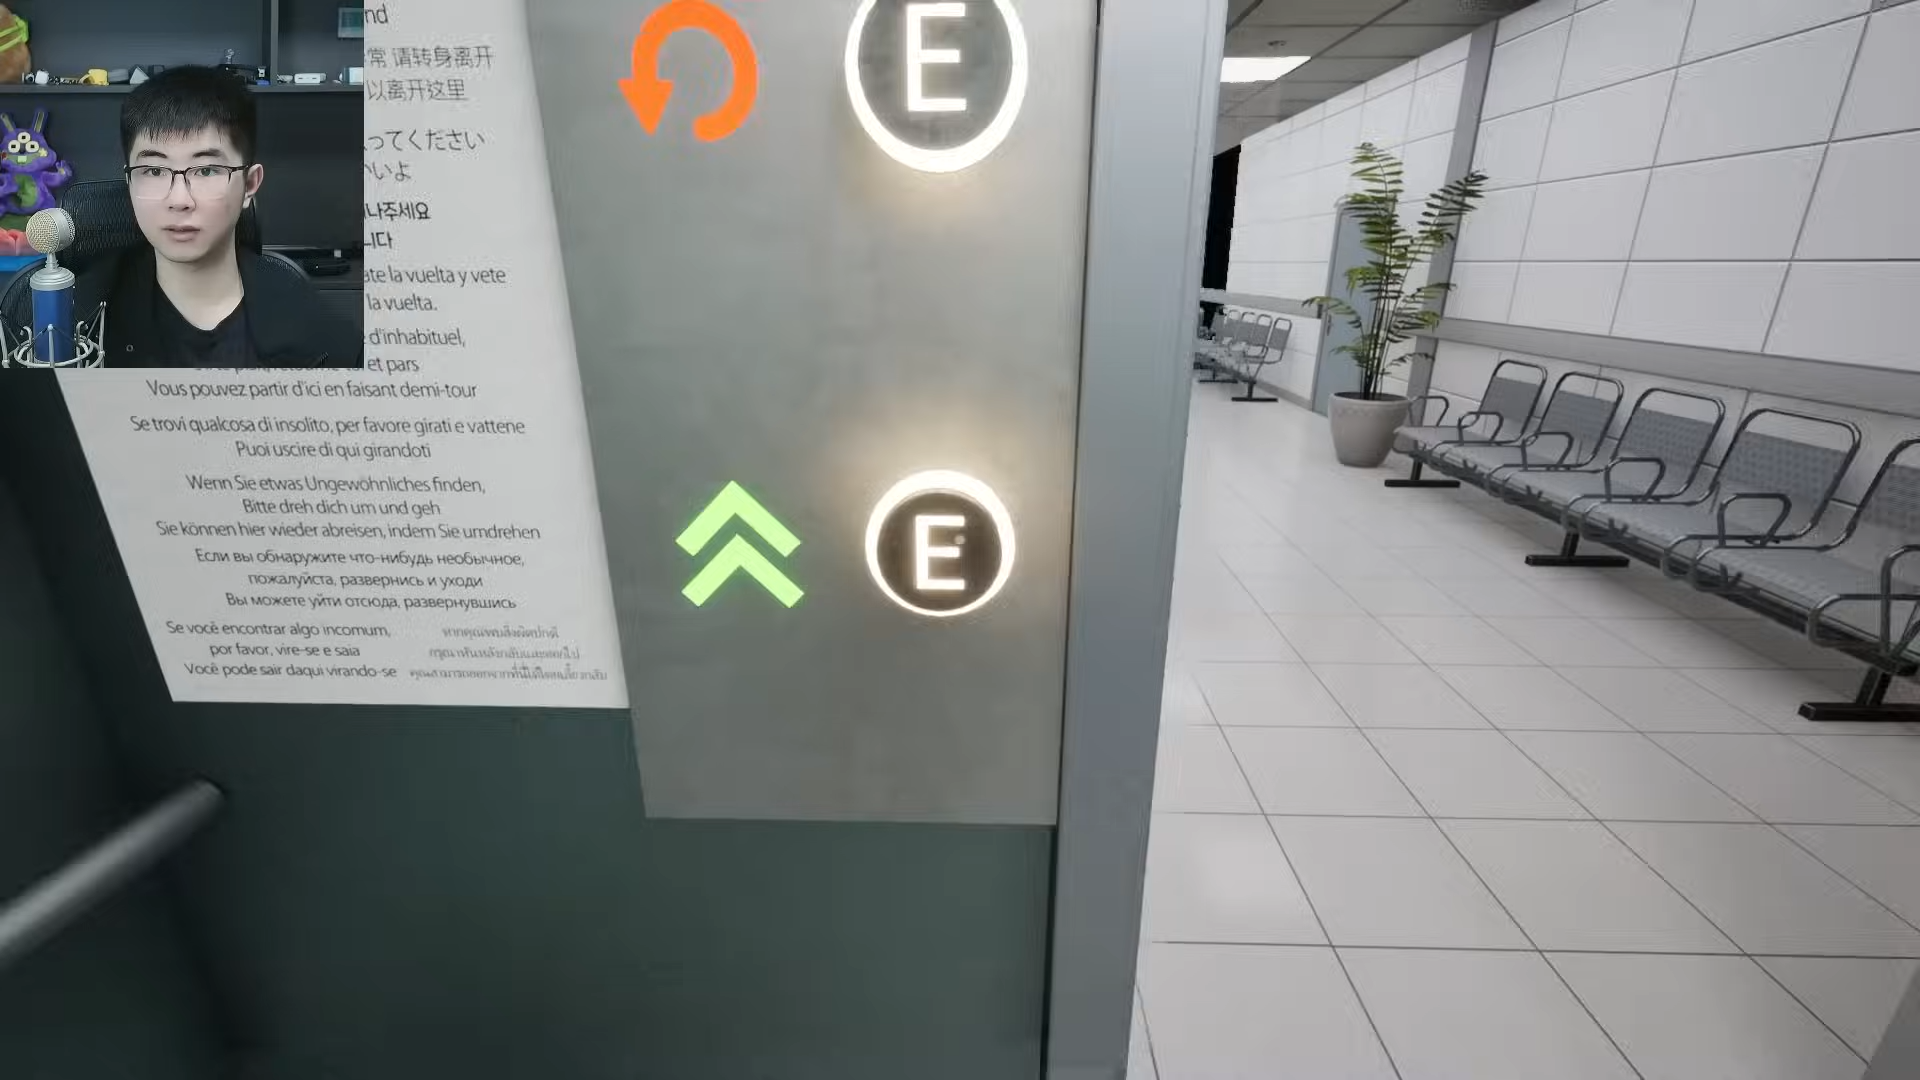 nd
常 请转身离开
以离开这里
ってください
いよ
나주세요
니다
ate la vuelta y vete
la vuelta.
d'inhabituel,
et pars
Vous pouvez partir d'ici en faisant demi-tour
Se trovi qualcosa di insolito, per favore girati e vattene
Puoi uscire di qui girandoti
Wenn Sie etwas Ungewöhnliches finden,
Bitte dreh dich um und geh
Sie können hier wieder abreisen, indem Sie umdrehen
Если вы обнаружите что-нибудь необычное,
пожалуйста, развернись и уходи
Вы можете уйти отсюда, развернувшись
Se você encontrar algo incomum,
por favor, vire-se e saia
Você pode sair daqui virando-se
E
E